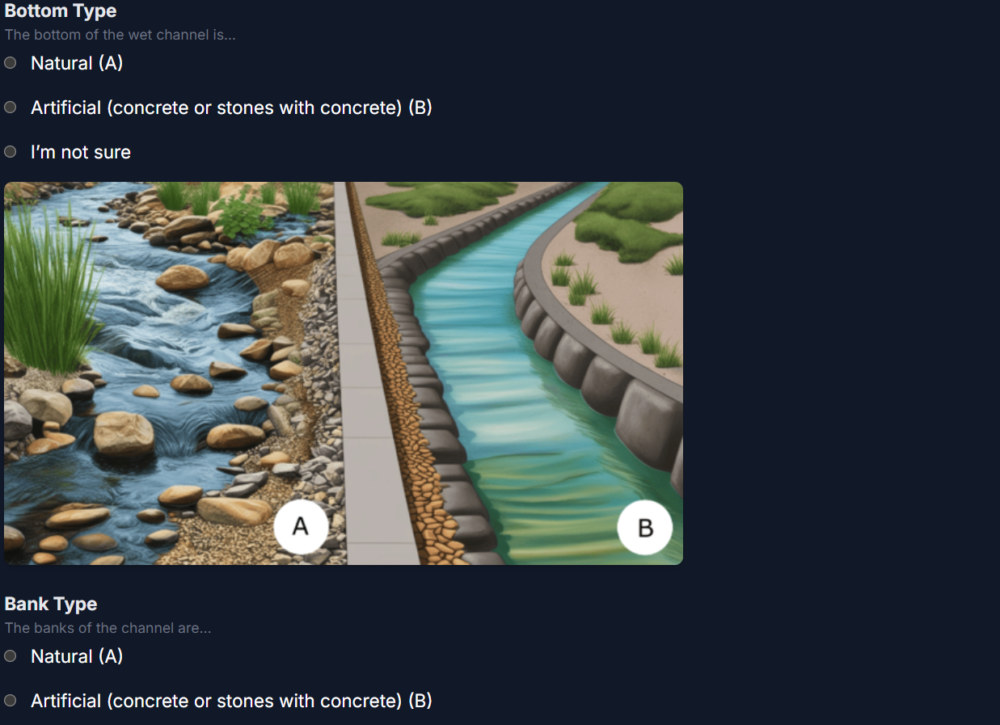 Bottom Type
The bottom of the wet channel is...
Natural (A)
Artificial (concrete or stones with concrete) (B)
I’m not sure
A
B
Bank Type
The banks of the channel are...
Natural (A)
Artificial (concrete or stones with concrete) (B)